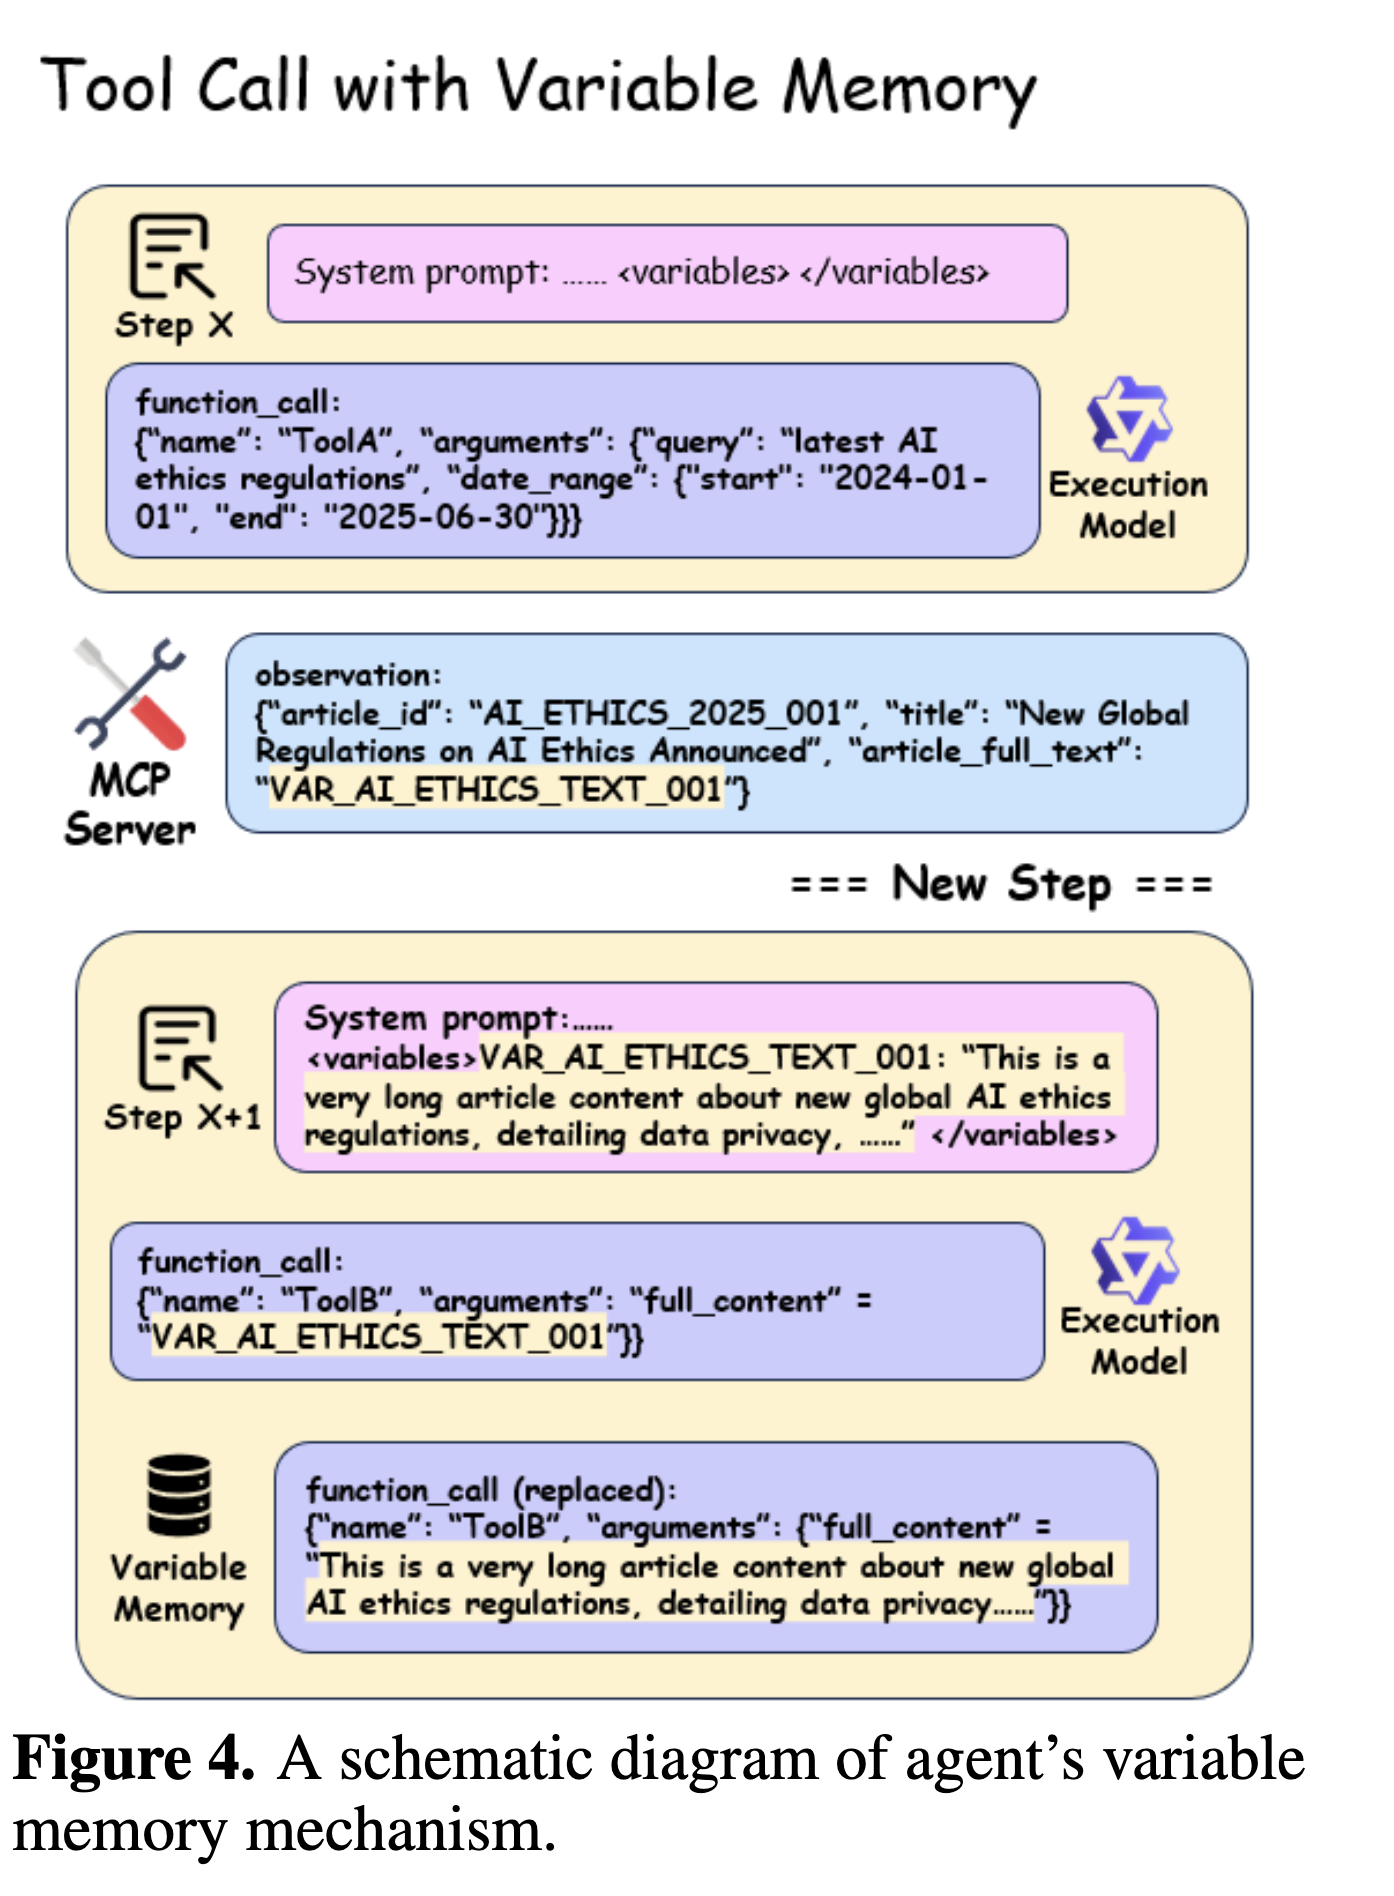 Tool Call with Variable Memory
System prompt: ...... <variables> </variables>
Step X
function_call:
{“name”: “ToolA”, “arguments”: {“query”: “latest AI
ethics regulations”, “date_range”: {"start": "2024-01-
01", "end": "2025-06-30"}}}
Execution
Model
observation:
{“article_id”: “AI_ETHICS_2025_001”, “title”: “New Global
Regulations on AI Ethics Announced”, “article_full_text”:
“VAR_AI_ETHICS_TEXT_001”}
MCP
Server
=== New Step ===
System prompt:......
<variables>VAR_AI_ETHICS_TEXT_001: “This is a
very long article content about new global AI ethics
regulations, detailing data privacy, ......” </variables>
Step X+1
function_call:
{“name”: “ToolB”, “arguments”: “full_content” =
“VAR_AI_ETHICS_TEXT_001”}}
Execution
Model
function_call (replaced):
{“name”: “ToolB”, “arguments”: {“full_content” =
“This is a very long article content about new global
AI ethics regulations, detailing data privacy......”}}
Variable
Memory
Figure 4. A schematic diagram of agent’s variable
memory mechanism.